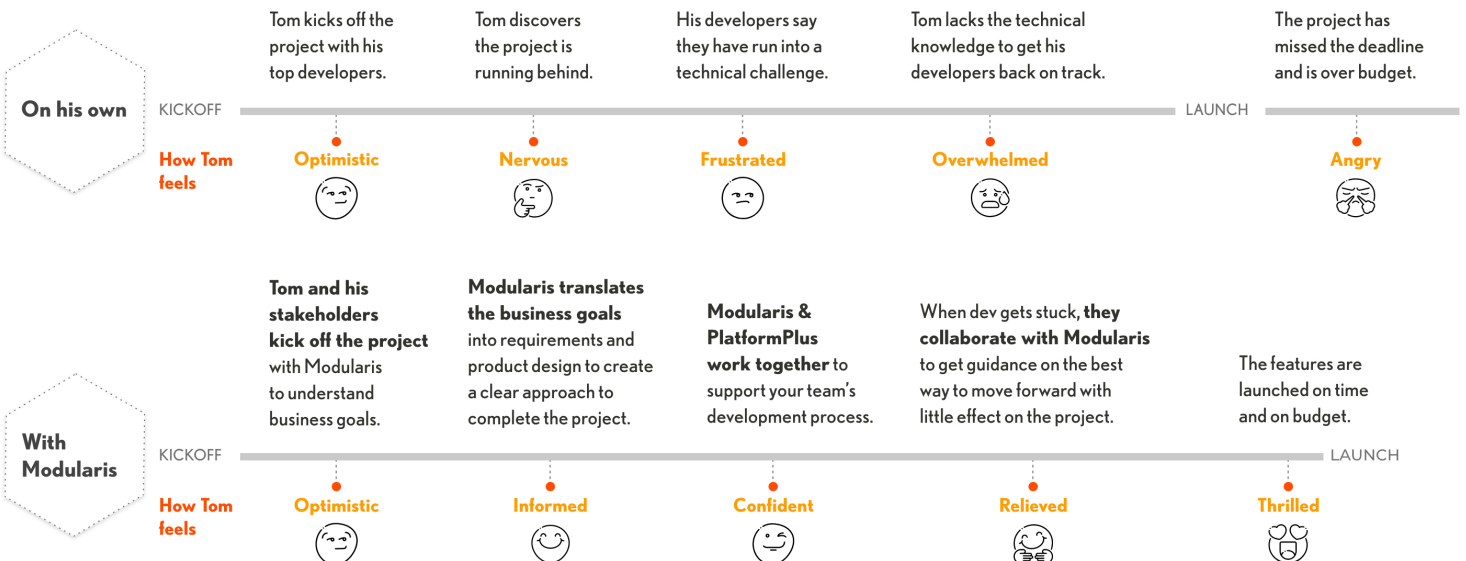 Tom kicks off the
project with his
top developers.
Tom discovers
the project is
running behind.
His developers say
they have run into a
technical challenge.
Tom lacks the technical
knowledge to get his
developers back on track.
The project has
missed the deadline
and is over budget.
On his own
KICKOFF
LAUNCH
How Tom
feels
Optimistic
Nervous
Frustrated
Overwhelmed
Angry
Tom and his
stakeholders
kick off the project
with Modularis
to understand
business goals.
Modularis translates
the business goals
into requirements and
product design to create
a clear approach to
complete the project.
Modularis &
PlatformPlus
work together to
support your team's
development process.
When dev gets stuck, they
collaborate with Modularis
to get guidance on the best
way to move forward with
little effect on the project.
The features are
launched on time
and on budget.
With
Modularis
KICKOFF
LAUNCH
How Tom
feels
Optimistic
Informed
Confident
Relieved
Thrilled